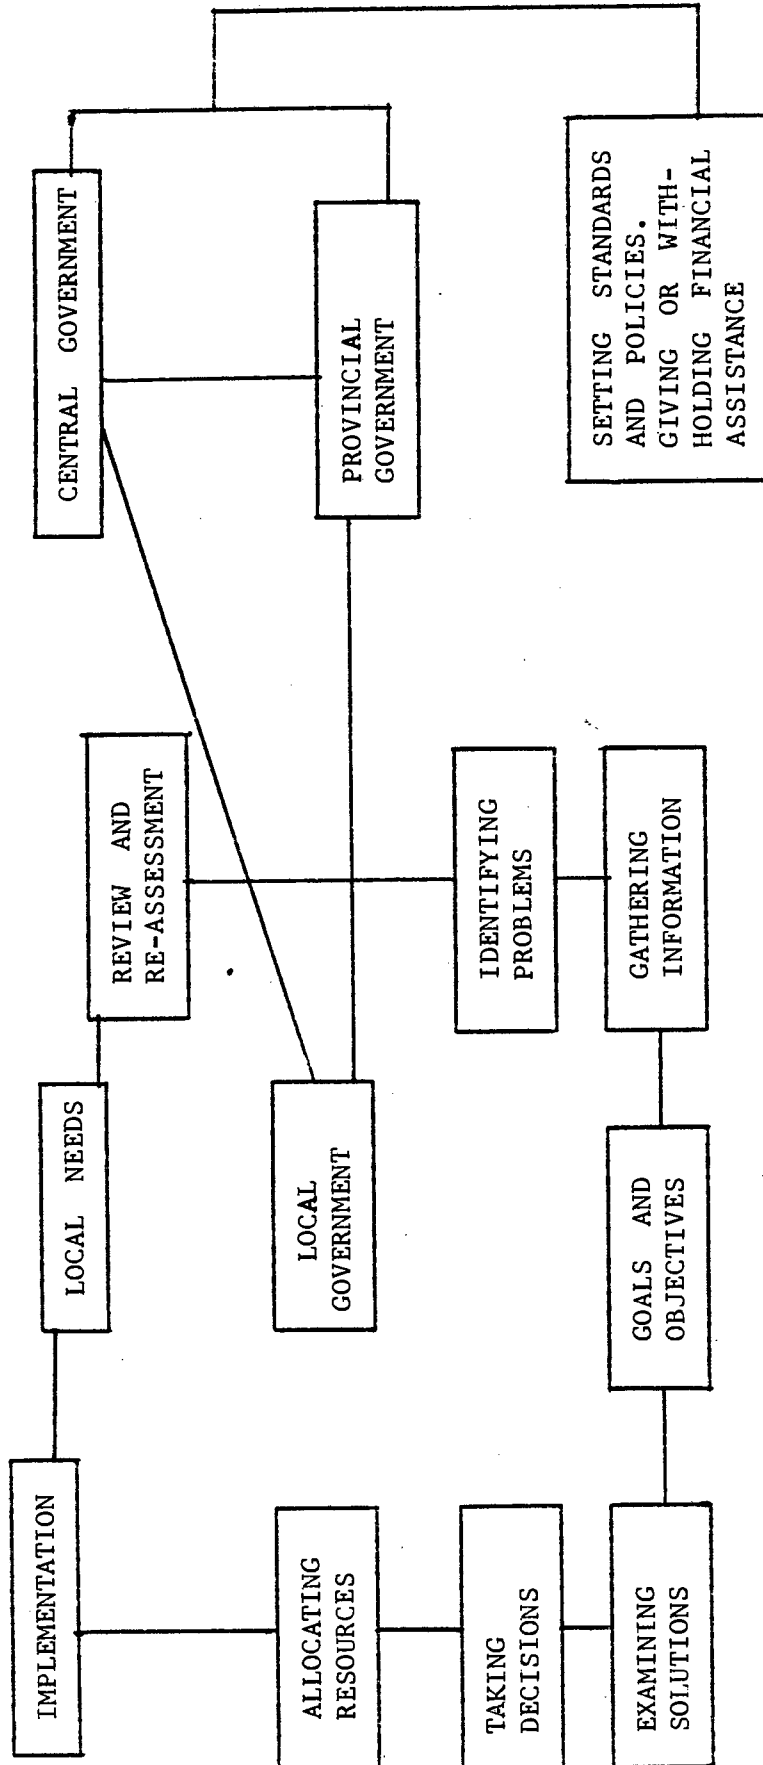 IMPLEMENTATION
LOCAL NEEDS
REVIEW AND
RE-ASSESSMENT
CENTRAL GOVERNMENT
ALLOCATING
RESOURCES
LOCAL
GOVERNMENT
PROVINCIAL
GOVERNMENT
TAKING
DECISIONS
IDENTIFYING
PROBLEMS
EXAMINING
SOLUTIONS
GOALS AND
OBJECTIVES
GATHERING
INFORMATION
SETTING STANDARDS
AND POLICIES.
GIVING OR WITH-
HOLDING FINANCIAL
ASSISTANCE